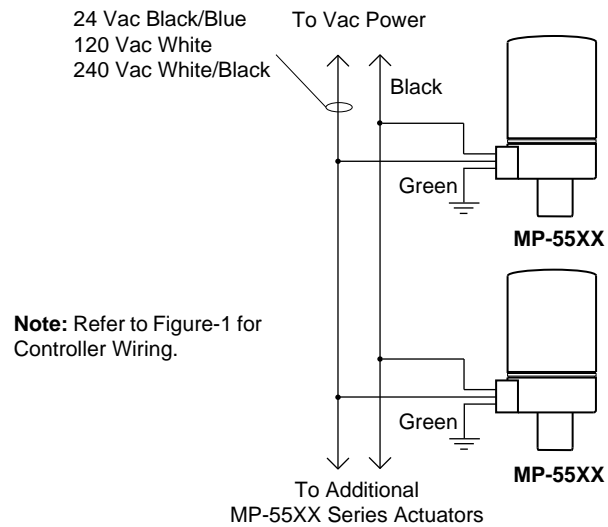 24 Vac Black/Blue
120 Vac White
240 Vac White/Black
To Vac Power
Black
Green
MP-55XX
Note: Refer to Figure-1 for
Controller Wiring.
Green
MP-55XX
To Additional
MP-55XX Series Actuators